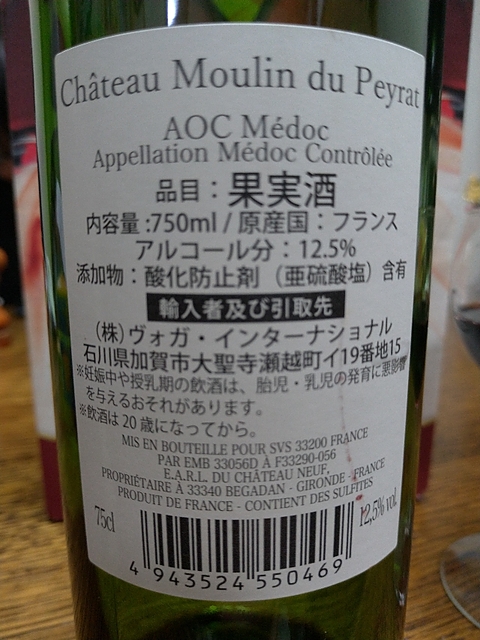 Château Moulin du Peyrat
AOC Médoc
Appellation Médoc Contrôlée
品目：果実酒
内容量:750ml / 原産国：フランス
アルコール分：12.5%
添加物：酸化防止剤（亜硫酸塩）含有
輸入者及び引取先
(株)ヴォガ・インターナショナル
石川県加賀市大聖寺瀬越町イ19番地15
※妊娠中や授乳期の飲酒は、胎児・乳児の発育に悪影響
を与えるおそれがあります。
※飲酒は20歳になってから。
MIS EN BOUTEILLE POUR SVS 33200 FRANCE
PAR EMB 33056D À F33290-056
E.A.R.L. DU CHÂTEAU NEUF,
PROPRIÉTAIRE À 33340 BEGADAN - GIRONDE - FRANCE
PRODUIT DE FRANCE - CONTIENT DES SULFITES
75cl
12,5% vol.
4 943524 550469